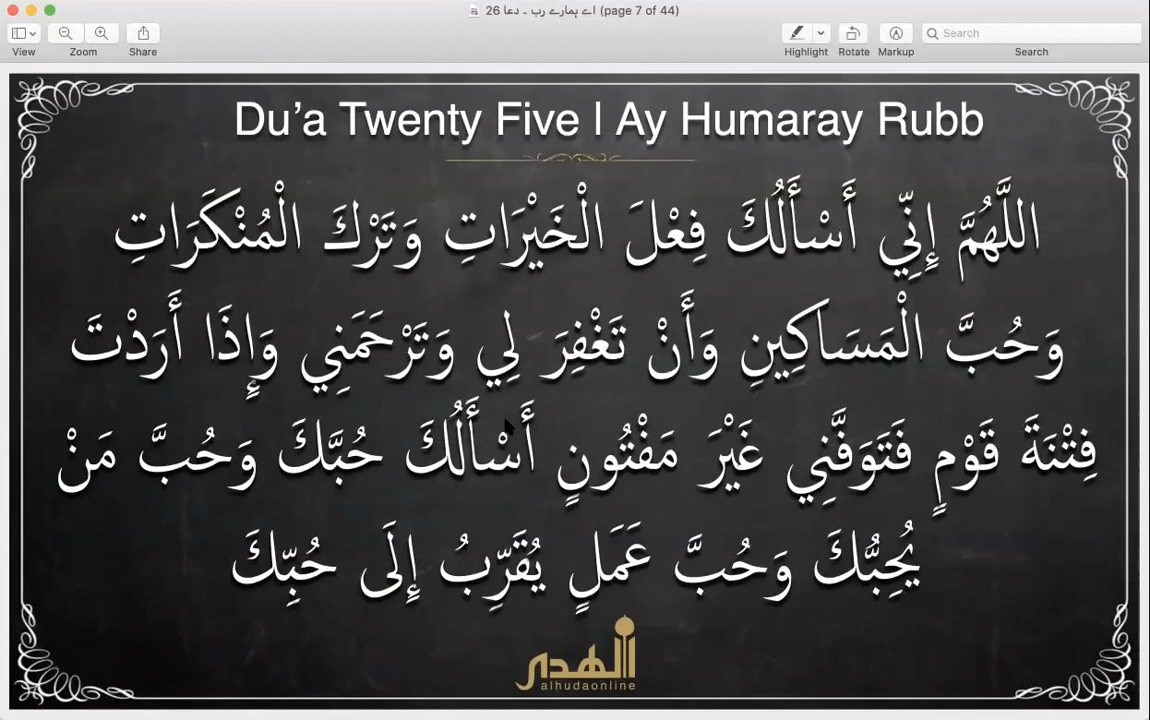 اے ہمارے رب ۔ دعا 26 (page 7 of 44)
View Zoom Share Highlight Rotate Markup Search
Search
Du’a Twenty Five | Ay Humaray Rubb
اللَّهُمَّ إِنِّي أَسْأَلُكَ فِعْلَ الْخَيْرَاتِ وَتَرْكَ الْمُنْكَرَاتِ
وَحُبَّ الْمَسَاكِينِ وَأَنْ تَغْفِرَ لِي وَتَرْحَمَنِي وَإِذَا أَرَدْتَ
فِتْنَةَ قَوْمٍ فَتَوَفَّنِي غَيْرَ مَفْتُونٍ أَسْأَلُكَ حُبَّكَ وَحُبَّ مَنْ
يُحِبُّكَ وَحُبَّ عَمَلٍ يُقَرِّبُ إِلَى حُبِّكَ
الهدى
alhudaonline